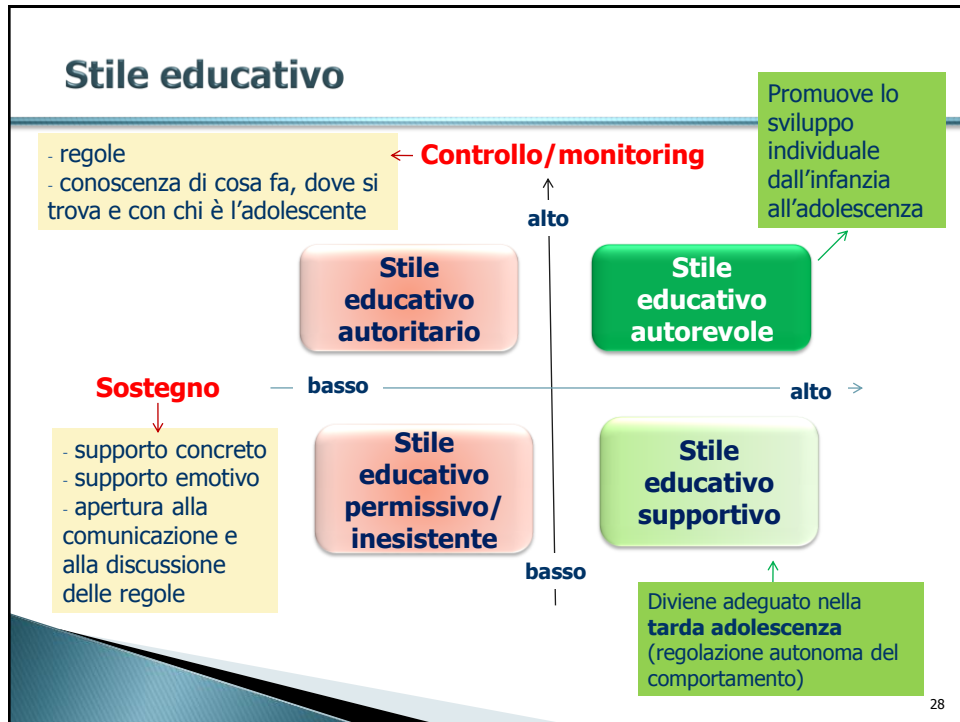 Stile educativo
Promuove lo
sviluppo
individuale
dall'infanzia
all'adolescenza
- regole
- conoscenza di cosa fa, dove si
trova e con chi è l'adolescente
Controllo/monitoring
alto
Stile
educativo
autoritario
Stile
educativo
autorevole
Sostegno
basso
alto
- supporto concreto
- supporto emotivo
- apertura alla
comunicazione e
alla discussione
delle regole
Stile
educativo
permissivo/
inesistente
Stile
educativo
supportivo
basso
Diviene adeguato nella
tarda adolescenza
(regolazione autonoma del
comportamento)
28